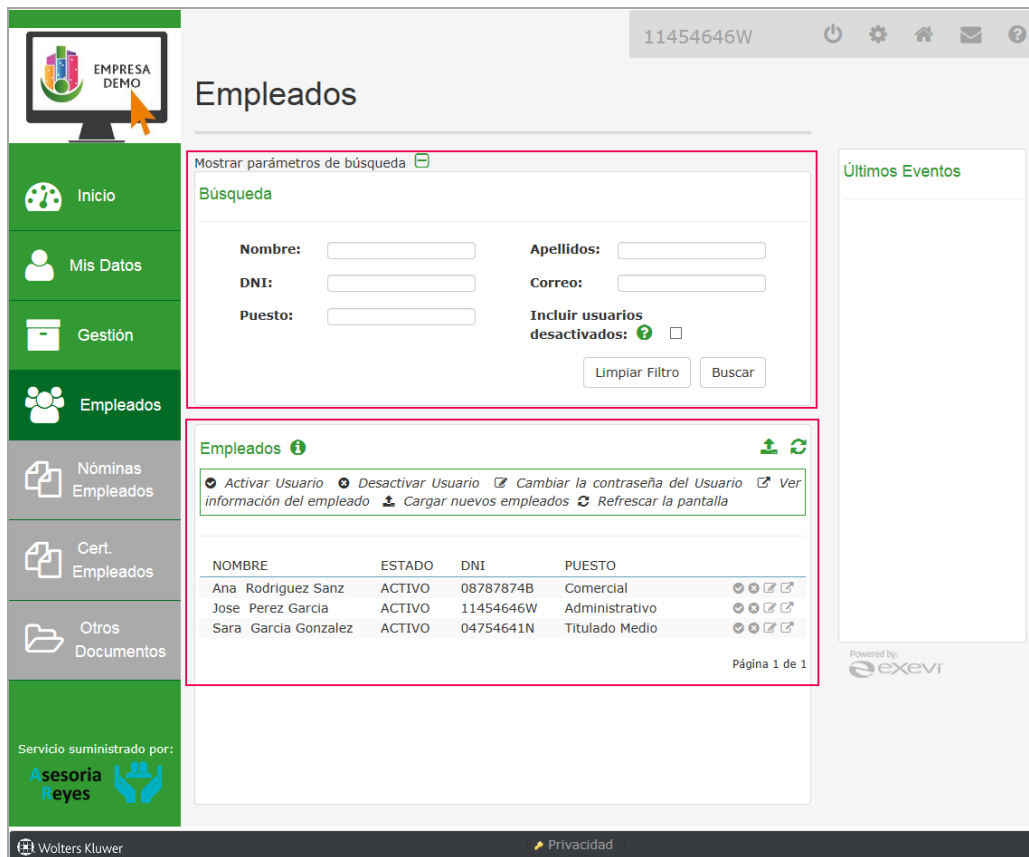 11454646W
EMPRESA
DEMO
Empleados
Inicio
Mis Datos
Gestión
Empleados
Nóminas
Empleados
Cert.
Empleados
Otros
Documentos
Servicio suministrado por:
Asesoria
Reyes
Mostrar parámetros de búsqueda
Búsqueda
Nombre: Apellidos:
DNI: Correo:
Puesto: Incluir usuarios
desactivados: ?
Limpiar Filtro Buscar
Empleados
Activar Usuario Desactivar Usuario Cambiar la contraseña del Usuario Ver
información del empleado Cargar nuevos empleados Refrescar la pantalla
NOMBRE ESTADO DNI PUESTO
Ana Rodriguez Sanz ACTIVO 08787874B Comercial
Jose Perez Garcia ACTIVO 11454646W Administrativo
Sara Garcia Gonzalez ACTIVO 04754641N Titulado Medio
Página 1 de 1
Últimos Eventos
Powered by:
exevi
Wolters Kluwer Privacidad